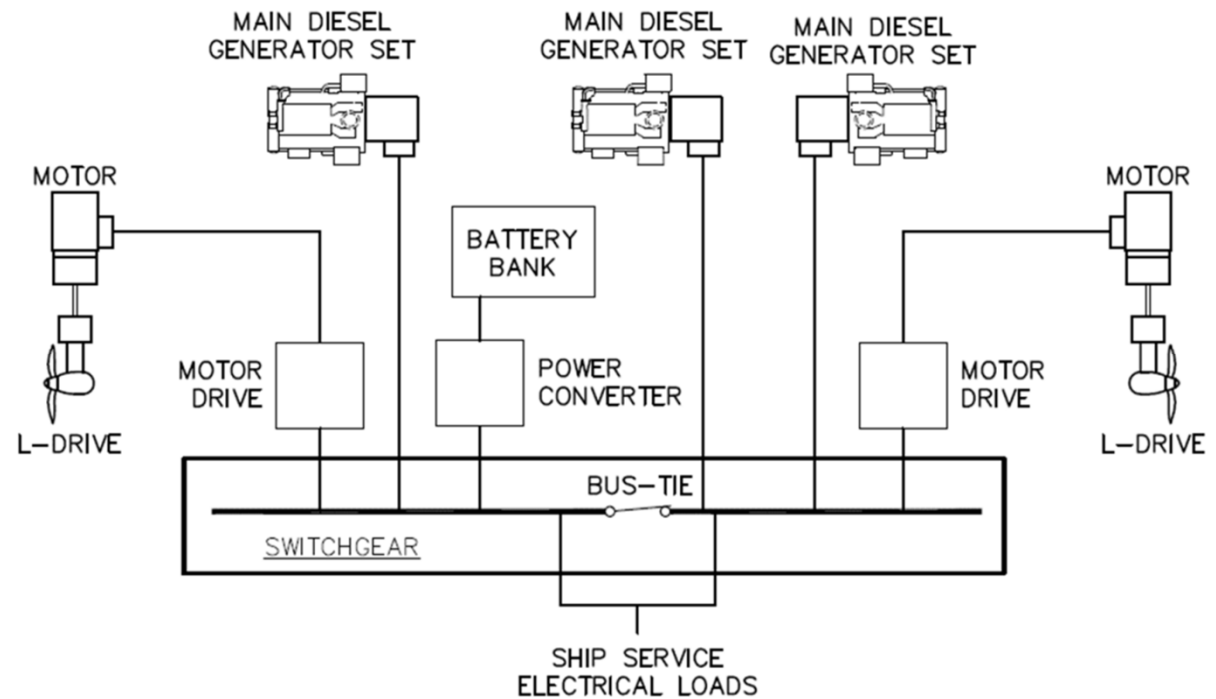 MAIN DIESEL
GENERATOR SET
MAIN DIESEL
GENERATOR SET
MAIN DIESEL
GENERATOR SET
MOTOR
MOTOR
BATTERY
BANK
MOTOR
DRIVE
POWER
CONVERTER
MOTOR
DRIVE
L-DRIVE
L-DRIVE
BUS-TIE
SWITCHGEAR
SHIP SERVICE
ELECTRICAL LOADS